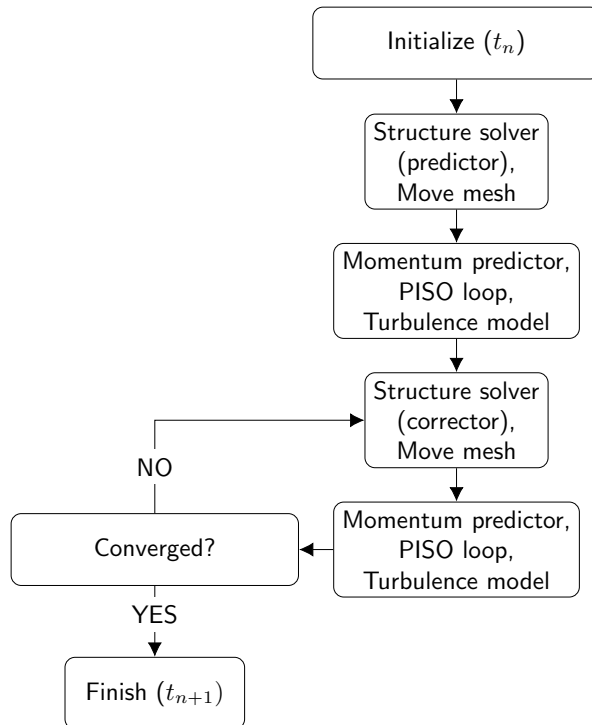 Initialize (t_n)
Structure solver
(predictor),
Move mesh
Momentum predictor,
PISO loop,
Turbulence model
Structure solver
(corrector),
Move mesh
NO
Momentum predictor,
PISO loop,
Turbulence model
Converged?
YES
Finish (t_{n+1})